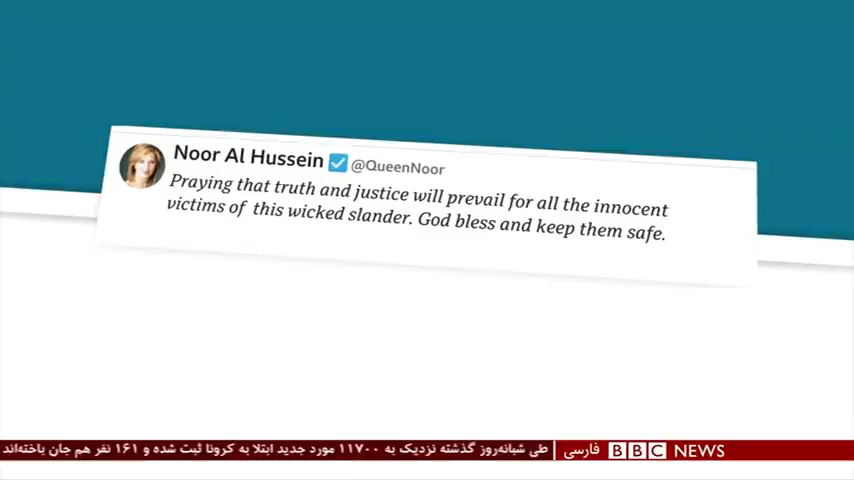 Noor Al Hussein @QueenNoor
Praying that truth and justice will prevail for all the innocent
victims of this wicked slander. God bless and keep them safe.
طی شبانه‌روز گذشته نزدیک به ۱۱۷۰۰ مورد جدید ابتلا به کرونا ثبت شده و ۱۶۱ نفر هم جان باخته‌اند
فارسی BBC NEWS